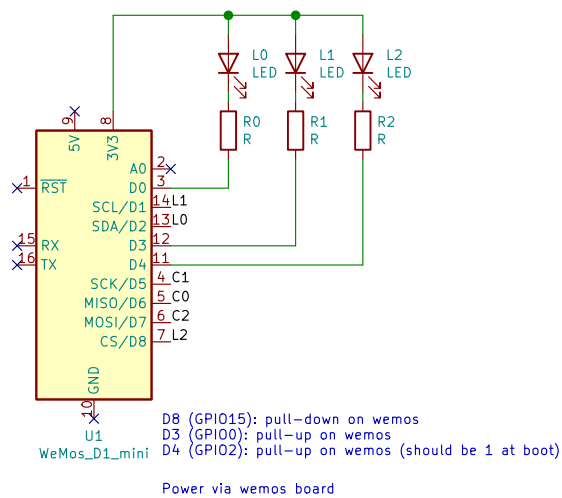 L0
LED
L1
LED
L2
LED
R0
R
R1
R
R2
R
9
8
5V
3V3
A0
2
D0
3
1
RST
SCL/D1
14
L1
SDA/D2
13
L0
15
RX
D3
12
16
TX
D4
11
SCK/D5
4
C1
MISO/D6
5
C0
MOSI/D7
6
C2
CS/D8
7
L2
GND
10
U1
WeMos_D1_mini
D8 (GPIO15): pull-down on wemos
D3 (GPIO0): pull-up on wemos
D4 (GPIO2): pull-up on wemos (should be 1 at boot)
Power via wemos board